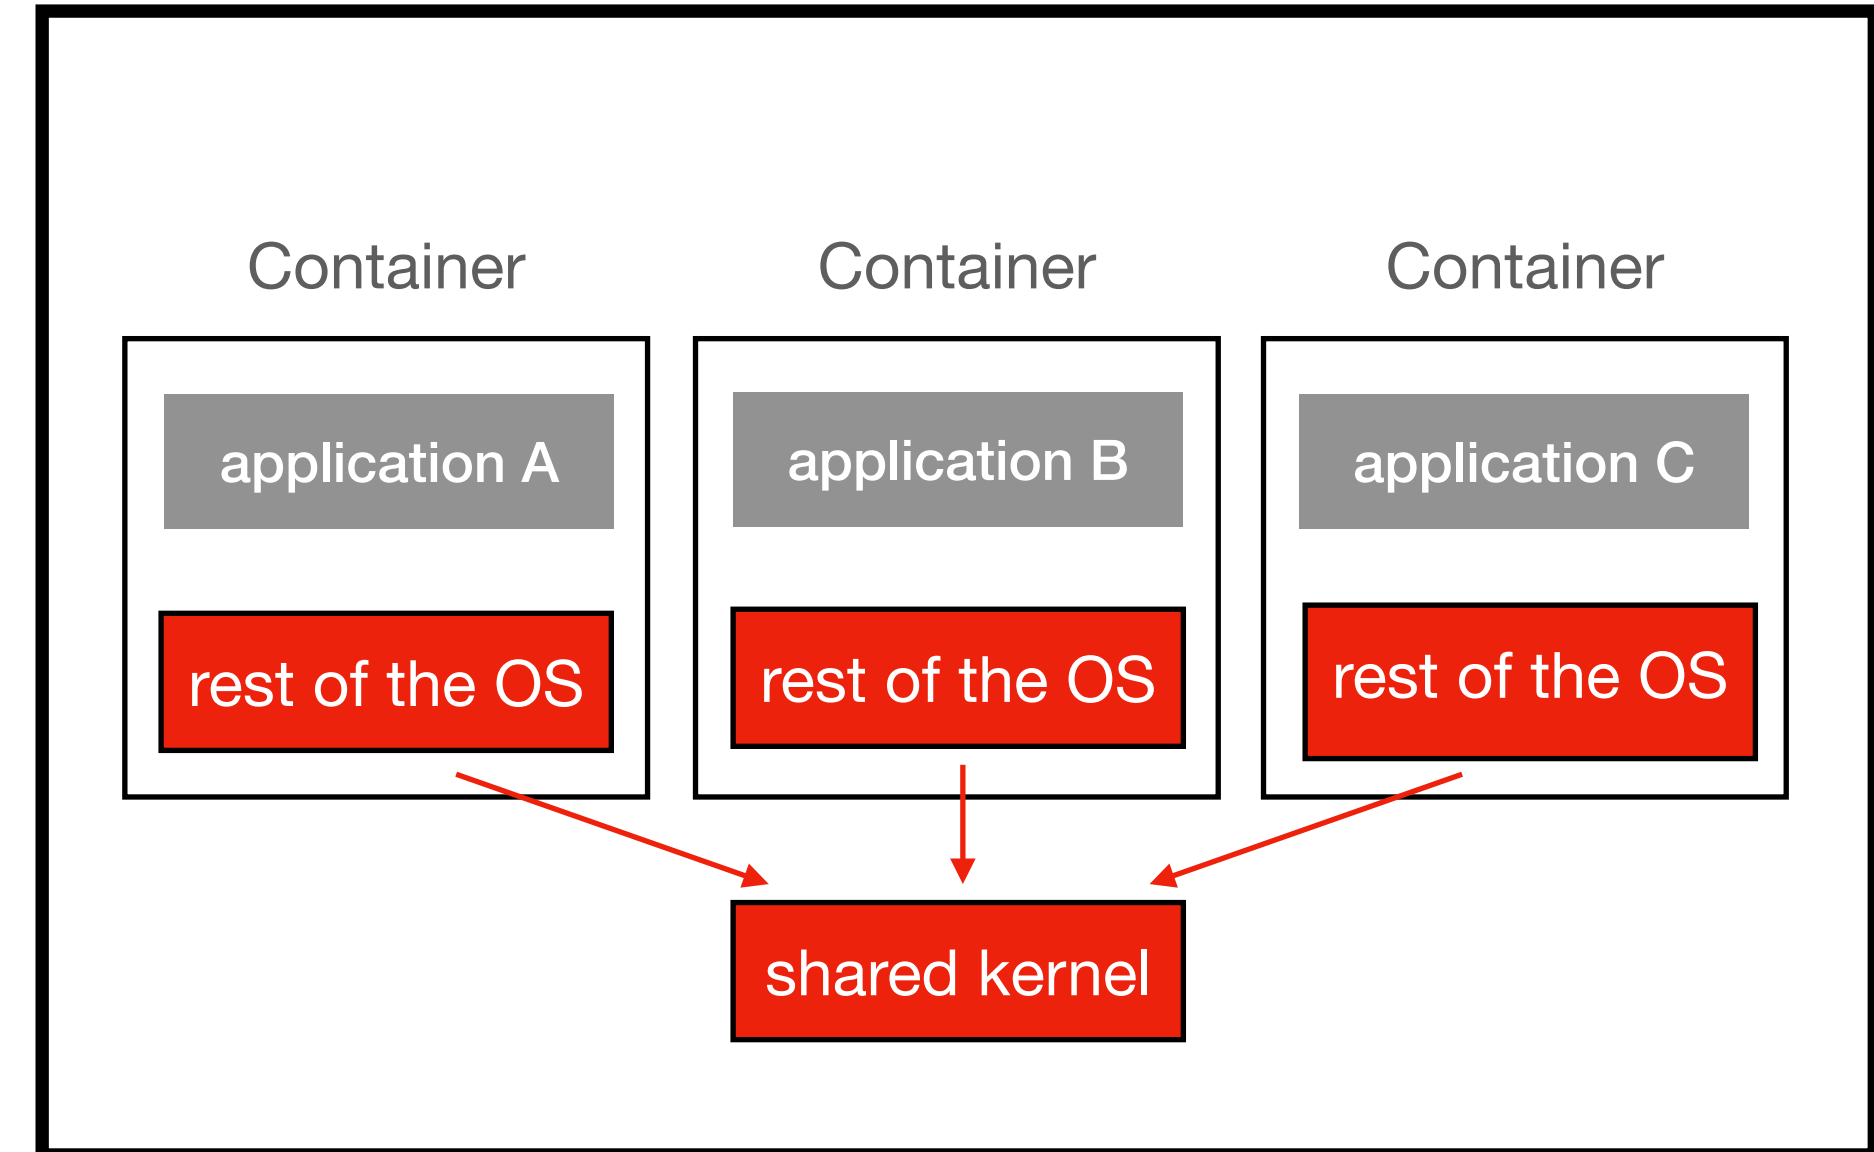 Container
Container
Container
application A
application B
application C
rest of the OS
rest of the OS
rest of the OS
shared kernel